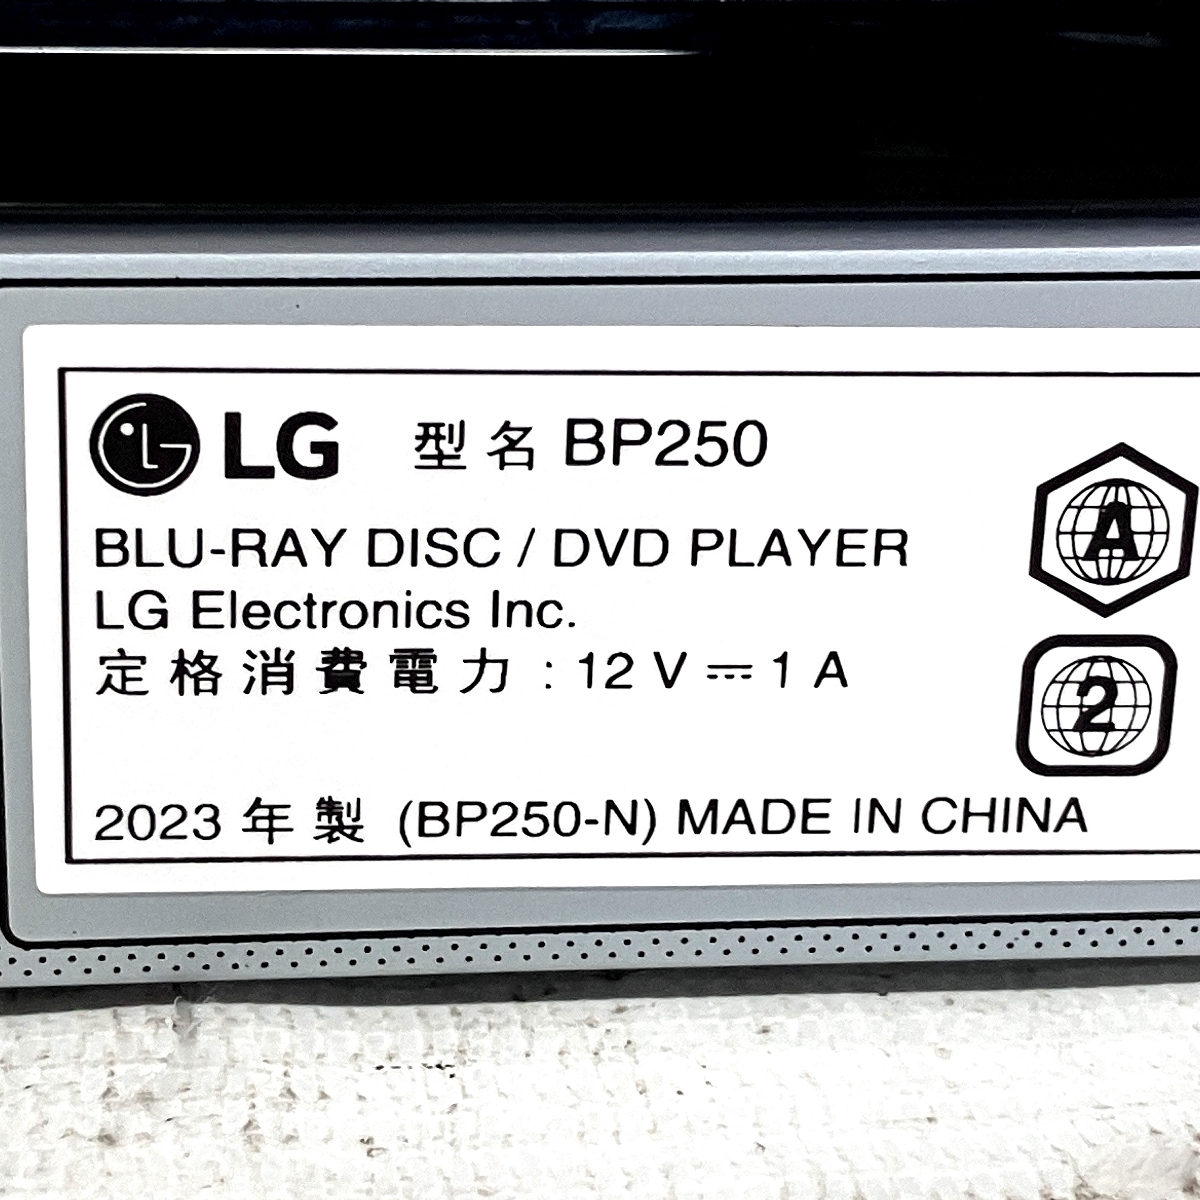 LG 型名 BP250
BLU-RAY DISC / DVD PLAYER
LG Electronics Inc.
定格消費電力 : 12 V ⎓ 1 A
2023 年製 (BP250-N) MADE IN CHINA
A
2